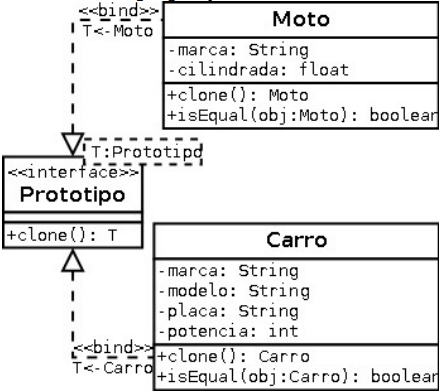 <<bind>>
T<-Moto
Moto
-marca: String
-cilindrada: float
+clone(): Moto
+isEqual(obj:Moto): boolean
T:Prototipo
<<interface>>
Prototipo
+clone(): T
Carro
-marca: String
-modelo: String
-placa: String
-potencia: int
<<bind>>
T<-Carro
+clone(): Carro
+isEqual(obj:Carro): boolean